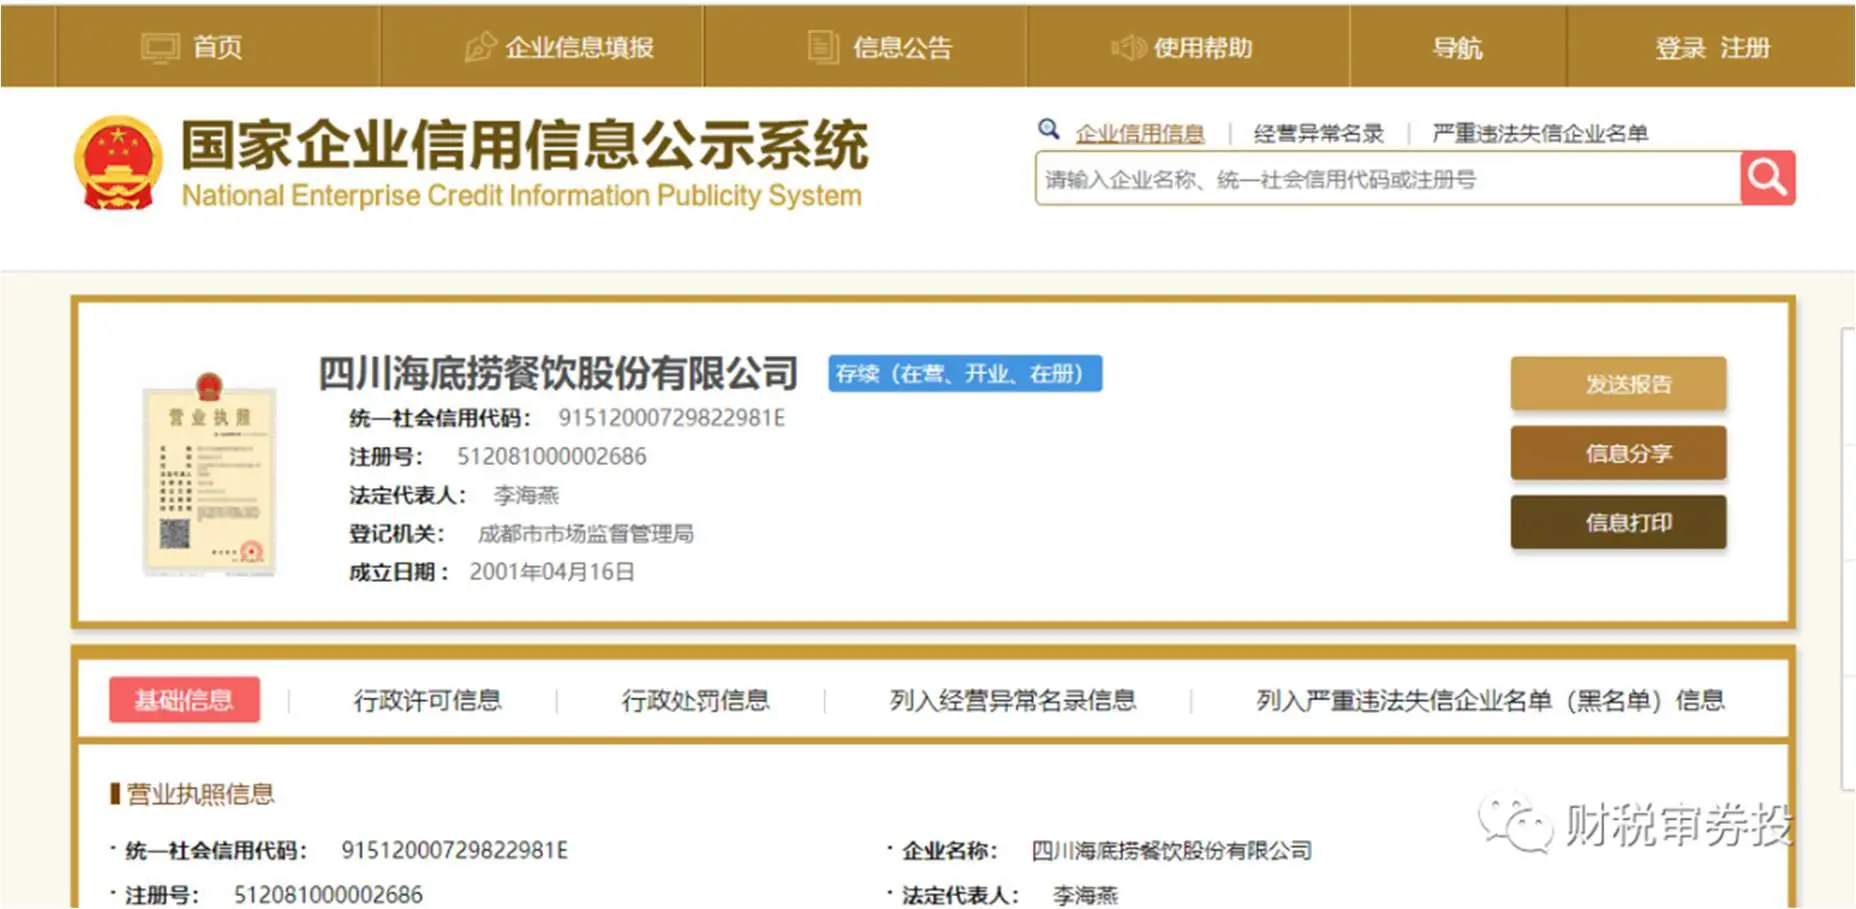 首页 企业信息填报 信息公告 使用帮助 导航 登录 注册
国家企业信用信息公示系统
National Enterprise Credit Information Publicity System
企业信用信息 | 经营异常名录 | 严重违法失信企业名单
请输入企业名称、统一社会信用代码或注册号
四川海底捞餐饮股份有限公司 存续（在营、开业、在册）
统一社会信用代码： 91512000729822981E
注册号： 512081000002686
法定代表人： 李海燕
登记机关： 成都市市场监督管理局
成立日期： 2001年04月16日
营业执照
发送报告
信息分享
信息打印
基础信息 | 行政许可信息 | 行政处罚信息 | 列入经营异常名录信息 | 列入严重违法失信企业名单（黑名单）信息
营业执照信息
· 统一社会信用代码： 91512000729822981E · 企业名称： 四川海底捞餐饮股份有限公司
· 注册号： 512081000002686 · 法定代表人： 李海燕
财税审券投